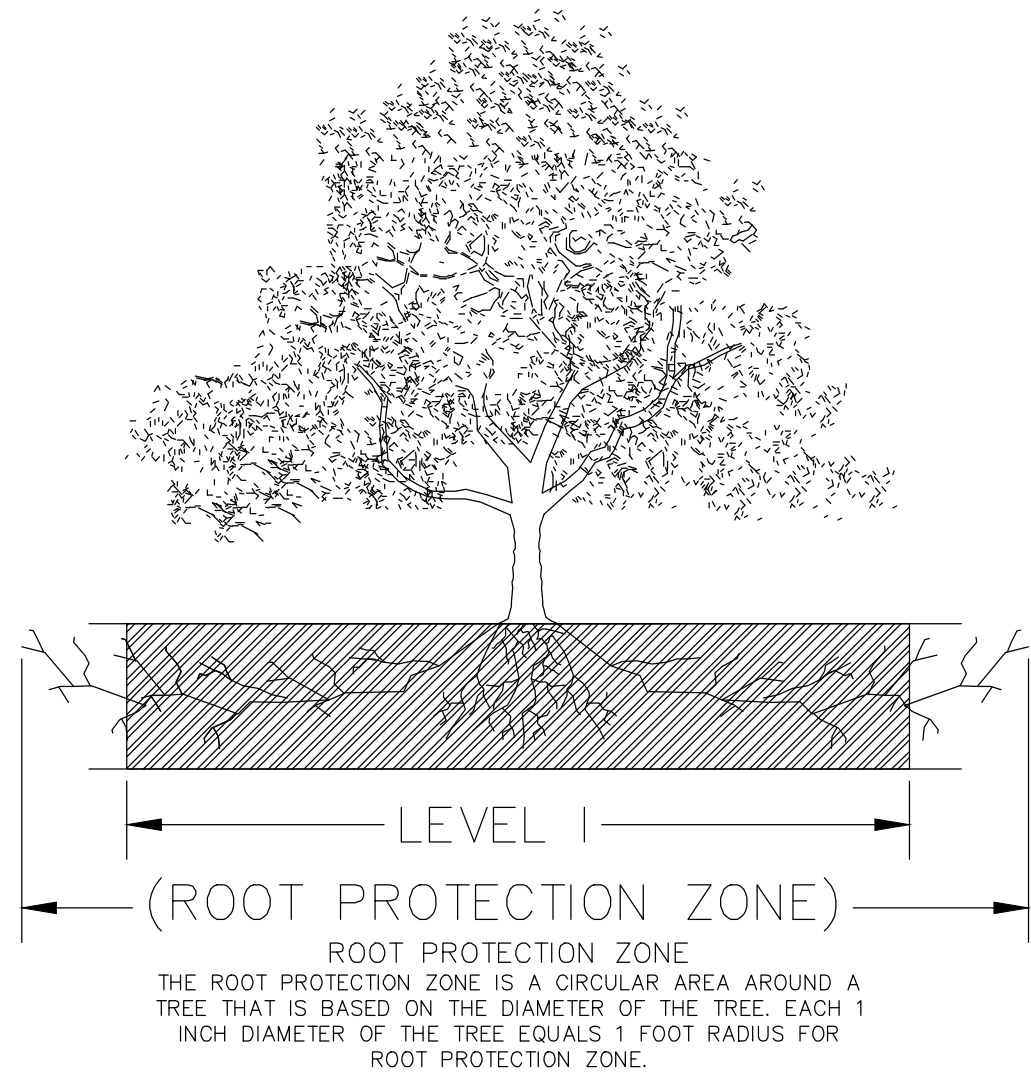 LEVEL 1
(ROOT PROTECTION ZONE)
ROOT PROTECTION ZONE
THE ROOT PROTECTION ZONE IS A CIRCULAR AREA AROUND A
TREE THAT IS BASED ON THE DIAMETER OF THE TREE. EACH 1
INCH DIAMETER OF THE TREE EQUALS 1 FOOT RADIUS FOR
ROOT PROTECTION ZONE.